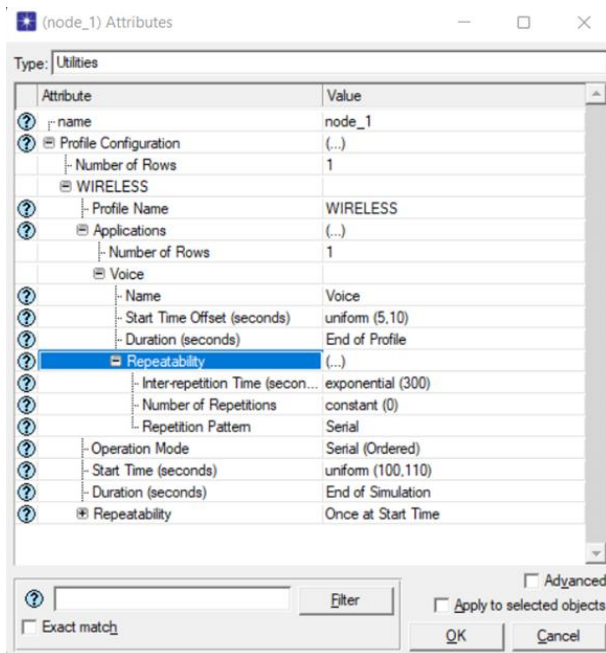 (node_1) Attributes
Type: Utilities
Attribute Value
name node_1
Profile Configuration (...)
Number of Rows 1
WIRELESS
Profile Name WIRELESS
Applications (...)
Number of Rows 1
Voice
Name Voice
Start Time Offset (seconds) uniform (5,10)
Duration (seconds) End of Profile
Repeatability (...)
Inter-repetition Time (secon... exponential (300)
Number of Repetitions constant (0)
Repetition Pattern Serial
Operation Mode Serial (Ordered)
Start Time (seconds) uniform (100,110)
Duration (seconds) End of Simulation
Repeatability Once at Start Time
Advanced
Filter
Apply to selected objects
Exact match
OK Cancel